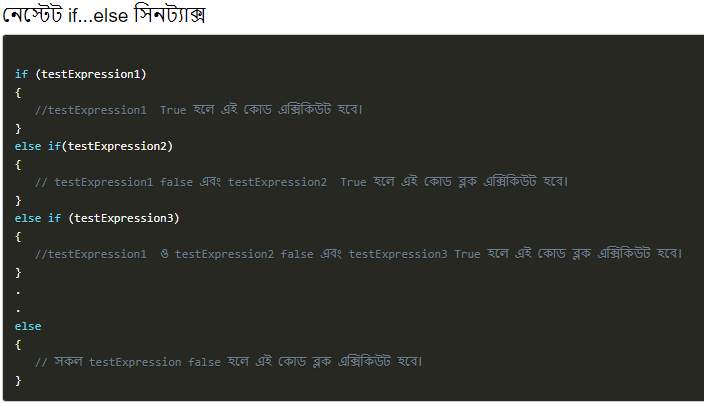 নেস্টেট if...else সিনট্যাক্স
if (testExpression1)
{
//testExpression1 True হলে এই কোড এক্সিকিউট হবে।
}
else if(testExpression2)
{
// testExpression1 false এবং testExpression2 True হলে এই কোড ব্লক এক্সিকিউট হবে।
}
else if (testExpression3)
{
//testExpression1 ও testExpression2 false এবং testExpression3 True হলে এই কোড ব্লক এক্সিকিউট হবে।
}
.
.
else
{
// সকল testExpression false হলে এই কোড ব্লক এক্সিকিউট হবে।
}